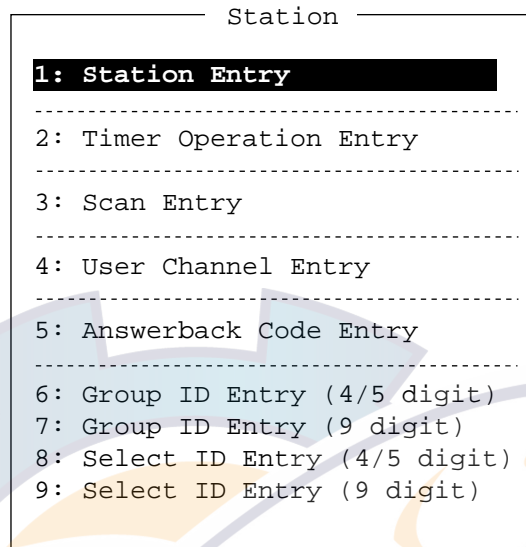 Station
1: Station Entry
2: Timer Operation Entry
3: Scan Entry
4: User Channel Entry
5: Answerback Code Entry
6: Group ID Entry (4/5 digit)
7: Group ID Entry (9 digit)
8: Select ID Entry (4/5 digit)
9: Select ID Entry (9 digit)